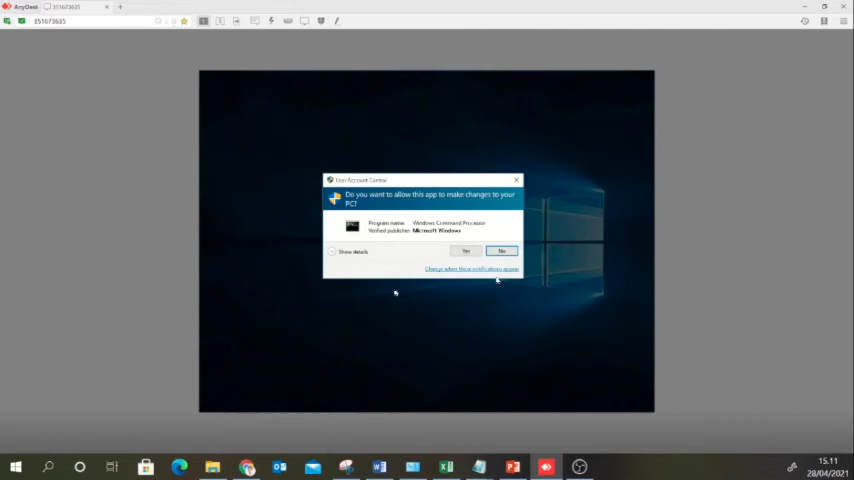 AnyDesk
351673635
351673635
User Account Control
Do you want to allow this app to make changes to your
PC?
Program name: Windows Command Processor
Verified publisher: Microsoft Windows
Show details
Yes
No
Change when these notifications appear
15.11
28/04/2021